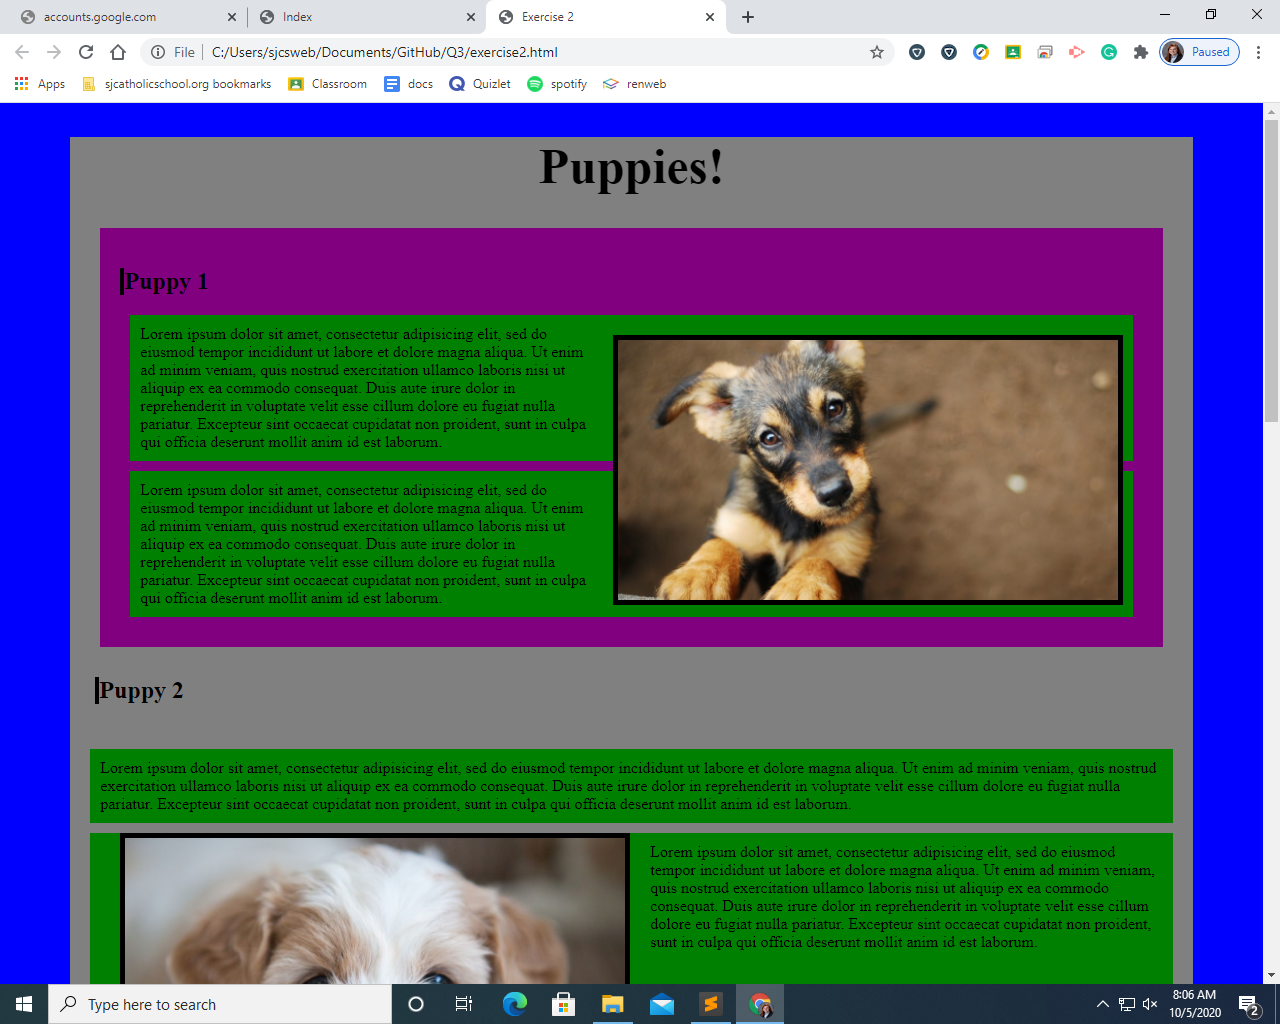 accounts.google.com
Index
Exercise 2
File
C:/Users/sjcsweb/Documents/GitHub/Q3/exercise2.html
Paused
Apps
sjcatholicschool.org bookmarks
Classroom
docs
Quizlet
spotify
renweb
Puppies!
Puppy 1
Lorem ipsum dolor sit amet, consectetur adipisicing elit, sed do
eiusmod tempor incididunt ut labore et dolore magna aliqua. Ut enim
ad minim veniam, quis nostrud exercitation ullamco laboris nisi ut
aliquip ex ea commodo consequat. Duis aute irure dolor in
reprehenderit in voluptate velit esse cillum dolore eu fugiat nulla
pariatur. Excepteur sint occaecat cupidatat non proident, sunt in culpa
qui officia deserunt mollit anim id est laborum.
Lorem ipsum dolor sit amet, consectetur adipisicing elit, sed do
eiusmod tempor incididunt ut labore et dolore magna aliqua. Ut enim
ad minim veniam, quis nostrud exercitation ullamco laboris nisi ut
aliquip ex ea commodo consequat. Duis aute irure dolor in
reprehenderit in voluptate velit esse cillum dolore eu fugiat nulla
pariatur. Excepteur sint occaecat cupidatat non proident, sunt in culpa
qui officia deserunt mollit anim id est laborum.
Puppy 2
Lorem ipsum dolor sit amet, consectetur adipisicing elit, sed do eiusmod tempor incididunt ut labore et dolore magna aliqua. Ut enim ad minim veniam, quis nostrud
exercitation ullamco laboris nisi ut aliquip ex ea commodo consequat. Duis aute irure dolor in reprehenderit in voluptate velit esse cillum dolore eu fugiat nulla
pariatur. Excepteur sint occaecat cupidatat non proident, sunt in culpa qui officia deserunt mollit anim id est laborum.
Lorem ipsum dolor sit amet, consectetur adipisicing elit, sed do eiusmod
tempor incididunt ut labore et dolore magna aliqua. Ut enim ad minim veniam,
quis nostrud exercitation ullamco laboris nisi ut aliquip ex ea commodo
consequat. Duis aute irure dolor in reprehenderit in voluptate velit esse cillum
dolore eu fugiat nulla pariatur. Excepteur sint occaecat cupidatat non proident,
sunt in culpa qui officia deserunt mollit anim id est laborum.
Type here to search
8:06 AM
10/5/2020
2